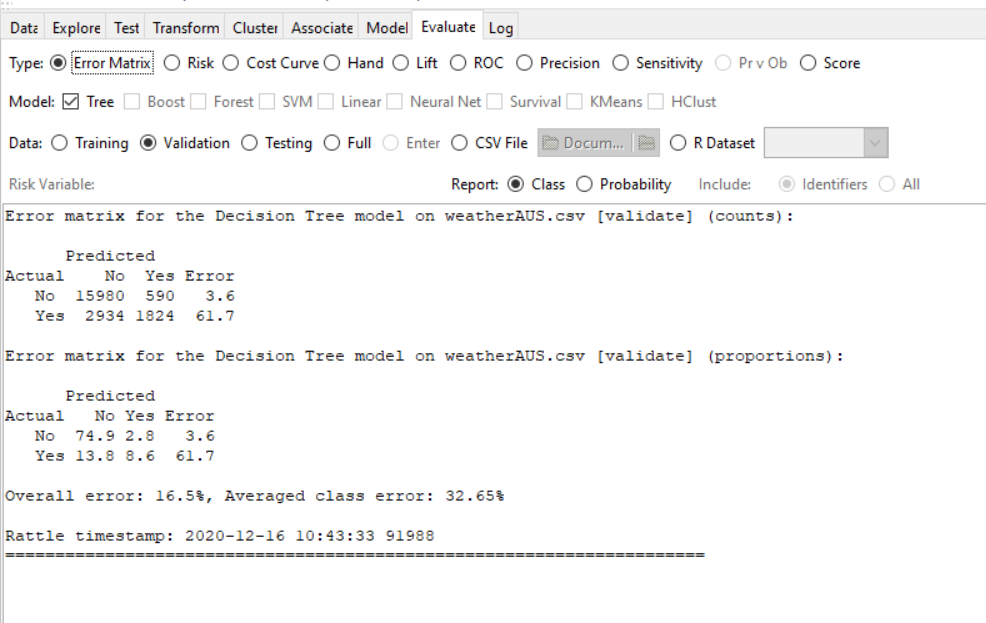 Data Explore Test Transform Cluster Associate Model Evaluate Log
Type: Error Matrix Risk Cost Curve Hand Lift ROC Precision Sensitivity Pr v Ob Score
Model: Tree Boost Forest SVM Linear Neural Net Survival KMeans HClust
Data: Training Validation Testing Full Enter CSV File Docum... R Dataset
Risk Variable: Report: Class Probability Include: Identifiers All
Error matrix for the Decision Tree model on weatherAUS.csv [validate] (counts):
Predicted
Actual No Yes Error
No 15980 590 3.6
Yes 2934 1824 61.7
Error matrix for the Decision Tree model on weatherAUS.csv [validate] (proportions):
Predicted
Actual No Yes Error
No 74.9 2.8 3.6
Yes 13.8 8.6 61.7
Overall error: 16.5%, Averaged class error: 32.65%
Rattle timestamp: 2020-12-16 10:43:33 91988
======================================================================